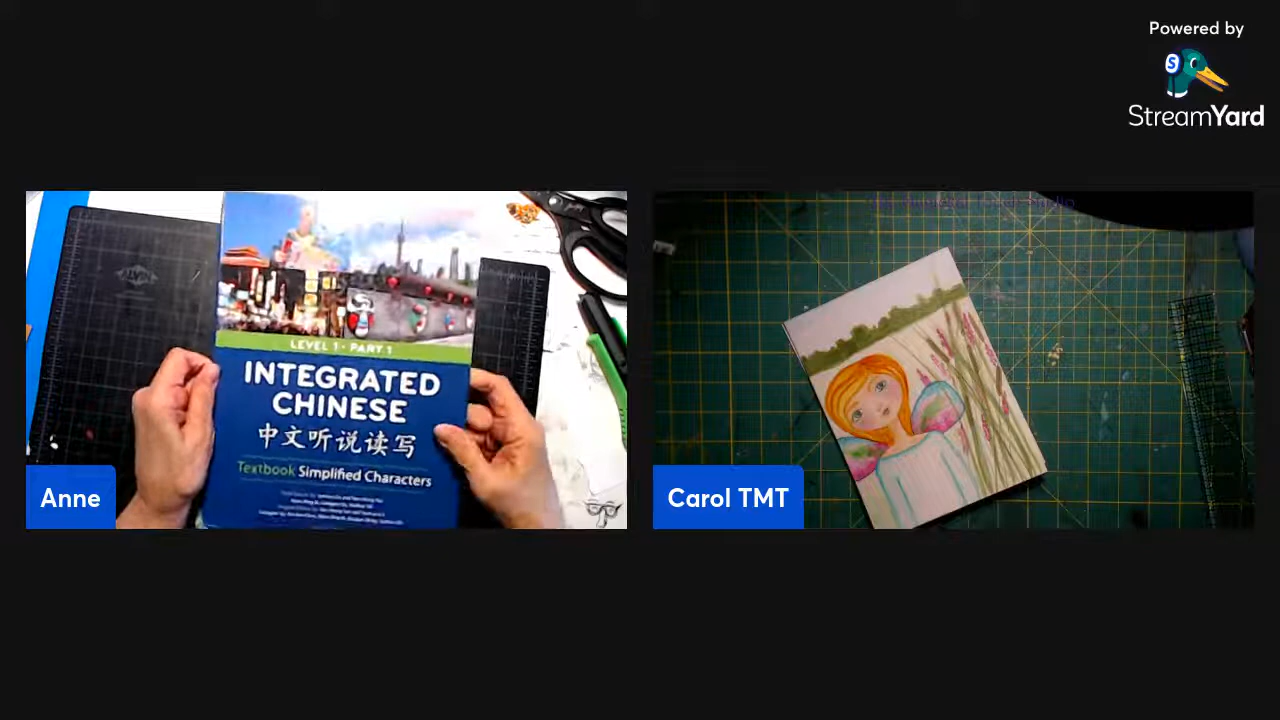 Powered by
S
StreamYard
ALVIN
LEVEL 1 · PART 1
INTEGRATED
CHINESE
中文听说读写
Textbook Simplified Characters
Anne
Carol TMT